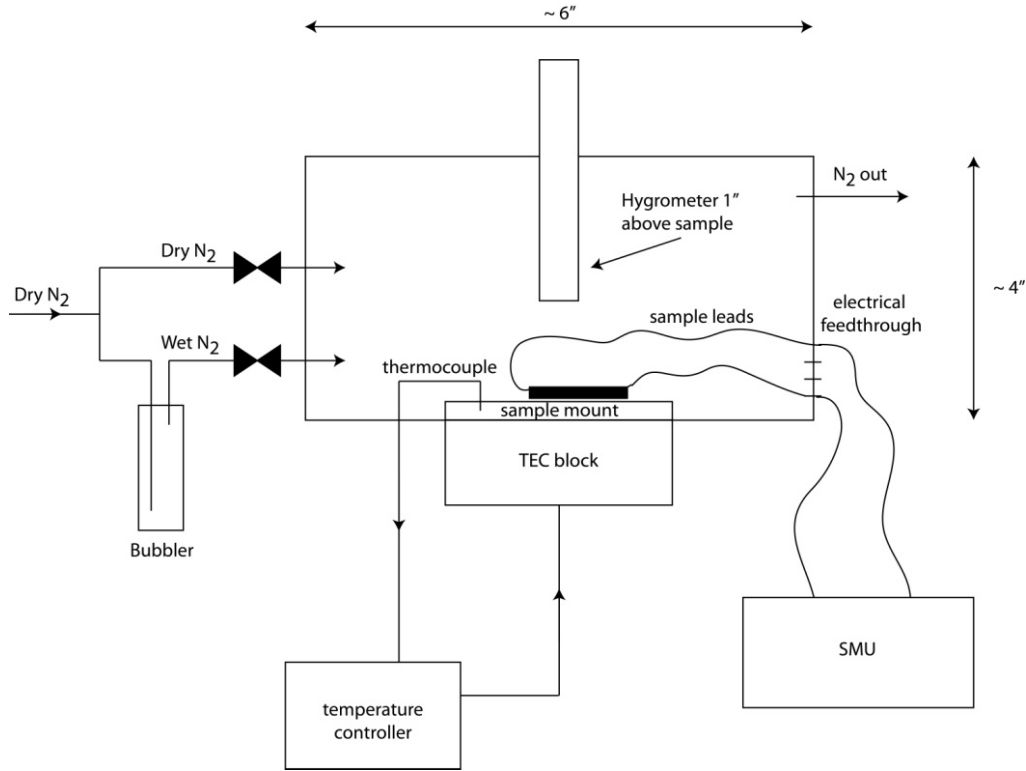 ~ 6”
N2 out
Hygrometer 1”
above sample
Dry N2
Dry N2
~ 4”
electrical
feedthrough
sample leads
Wet N2
thermocouple
sample mount
TEC block
Bubbler
SMU
temperature
controller